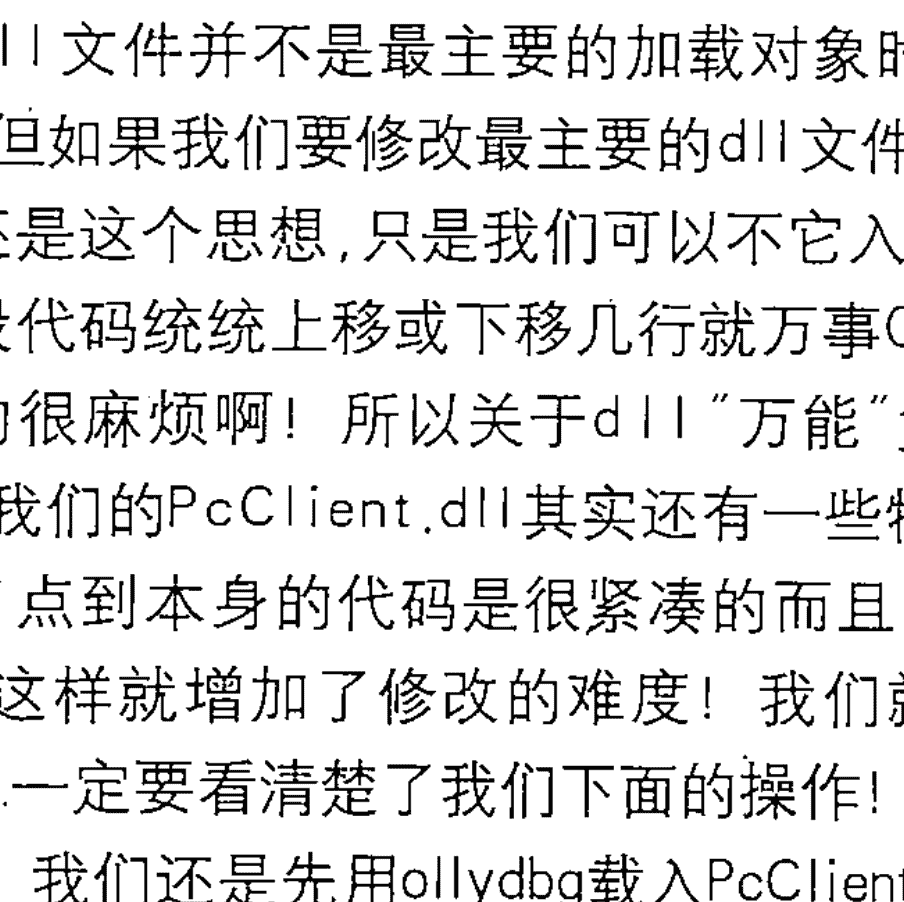 ll文件并不是最主要的加载对象时
但如果我们要修改最主要的dll文件
还是这个思想,只是我们可以不它入
段代码统统上移或下移几行就万事O
很麻烦啊! 所以关于dll"万能"
我们的PcClient.dll其实还有一些特
点到本身的代码是很紧凑的而且
这样就增加了修改的难度! 我们就
.一定要看清楚了我们下面的操作!
我们还是先用ollydbg载入PcClient